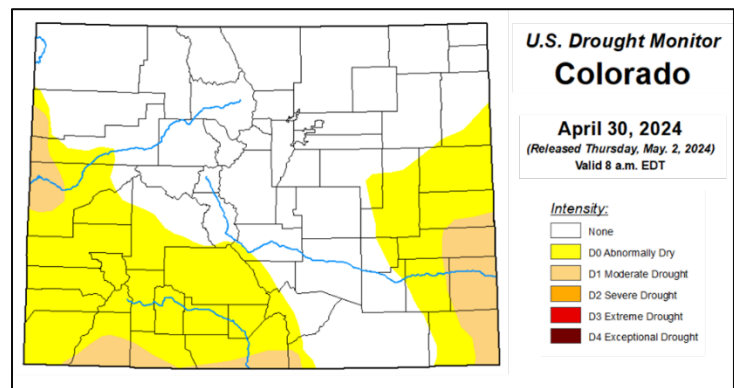 U.S. Drought Monitor
Colorado
April 30, 2024
(Released Thursday, May. 2, 2024)
Valid 8 a.m. EDT
Intensity:
None
D0 Abnormally Dry
D1 Moderate Drought
D2 Severe Drought
D3 Extreme Drought
D4 Exceptional Drought